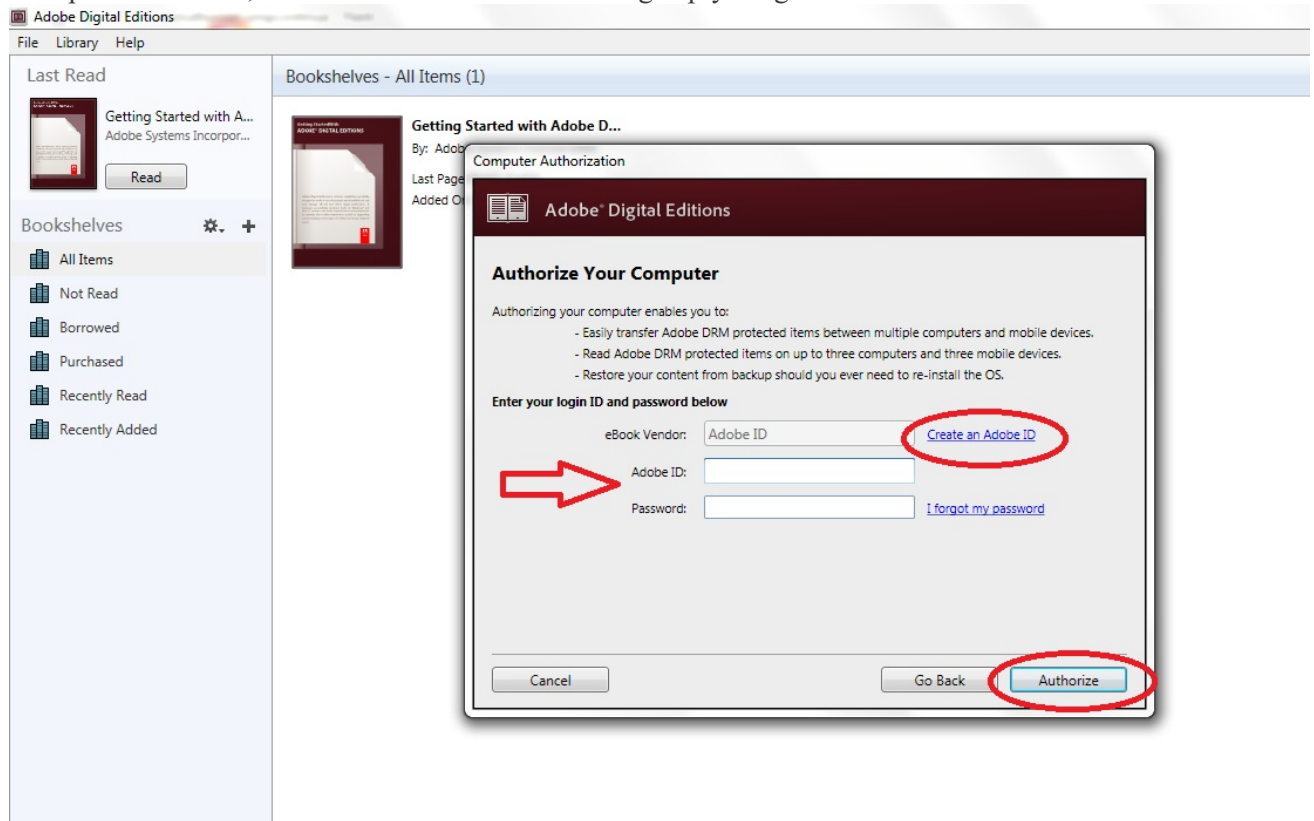 Adobe Digital Editions
File Library Help
Last Read
Getting Started with A...
Adobe Systems Incorpor...
Read
Bookshelves
All Items
Not Read
Borrowed
Purchased
Recently Read
Recently Added
Bookshelves - All Items (1)
Getting Started With
ADOBE® DIGITAL EDITIONS
Getting Started with Adobe D...
By: Adob
Last Page
Added O
Computer Authorization
Adobe® Digital Editions
Authorize Your Computer
Authorizing your computer enables you to:
- Easily transfer Adobe DRM protected items between multiple computers and mobile devices.
- Read Adobe DRM protected items on up to three computers and three mobile devices.
- Restore your content from backup should you ever need to re-install the OS.
Enter your login ID and password below
eBook Vendor: Adobe ID Create an Adobe ID
Adobe ID:
Password: I forgot my password
Cancel Go Back Authorize